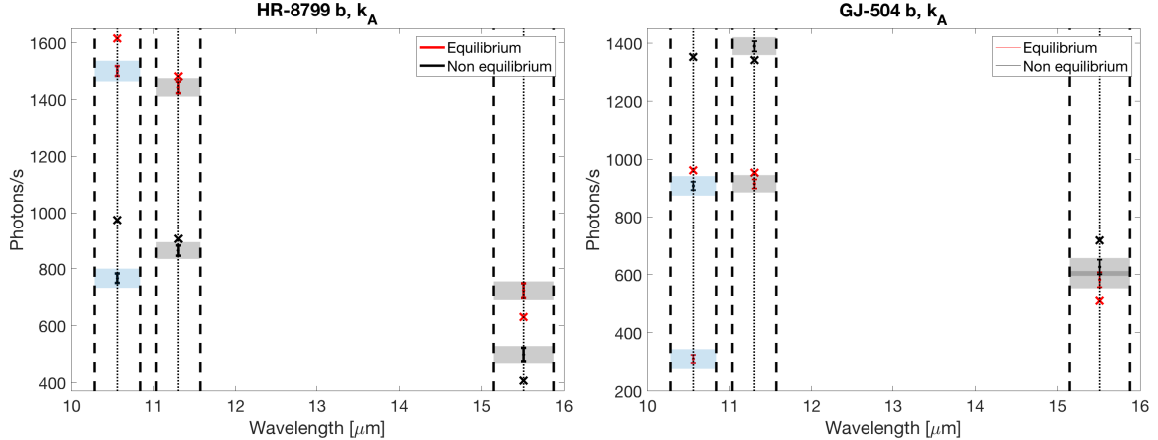 HR-8799 b, k_A
1600
1400
1200
1000
800
600
400
Photons/s
10 11 12 13 14 15 16
Wavelength [μm]
Equilibrium
Non equilibrium
GJ-504 b, k_A
1400
1200
1000
800
600
400
200
Photons/s
10 11 12 13 14 15 16
Wavelength [μm]
Equilibrium
Non equilibrium